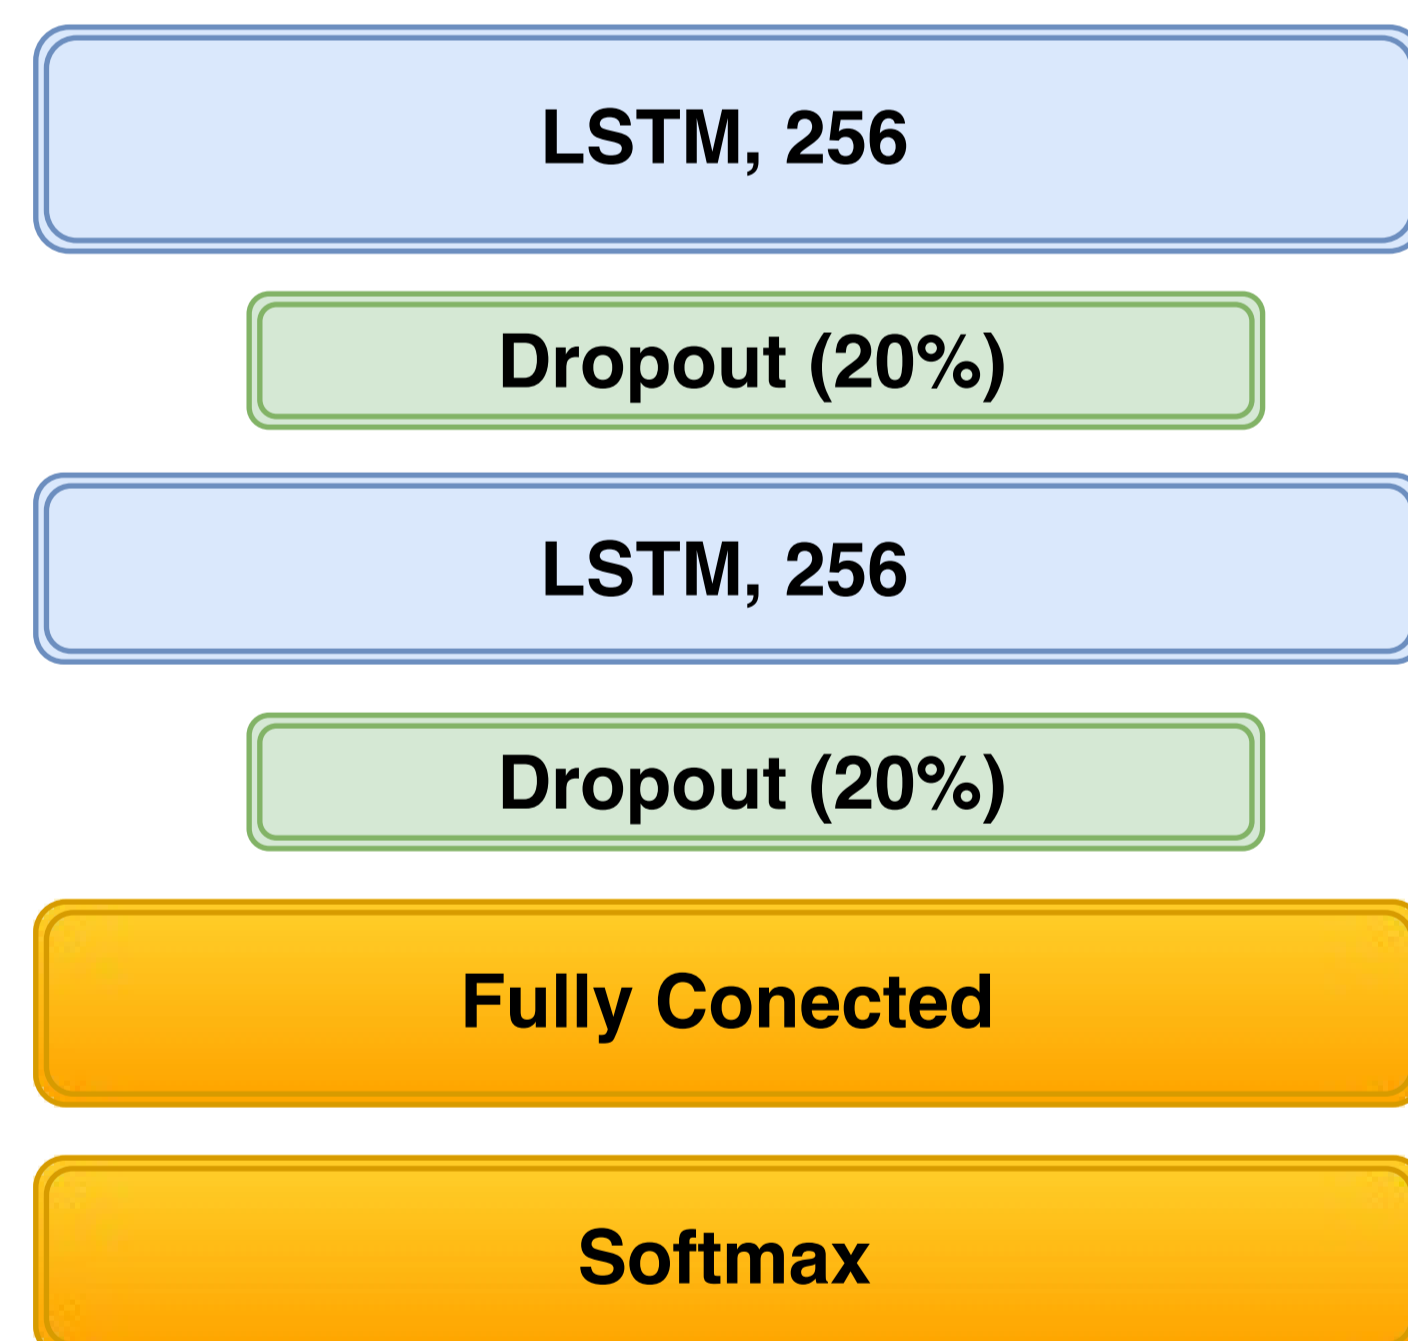 LSTM, 256
Dropout (20%)
LSTM, 256
Dropout (20%)
Fully Conected
Softmax